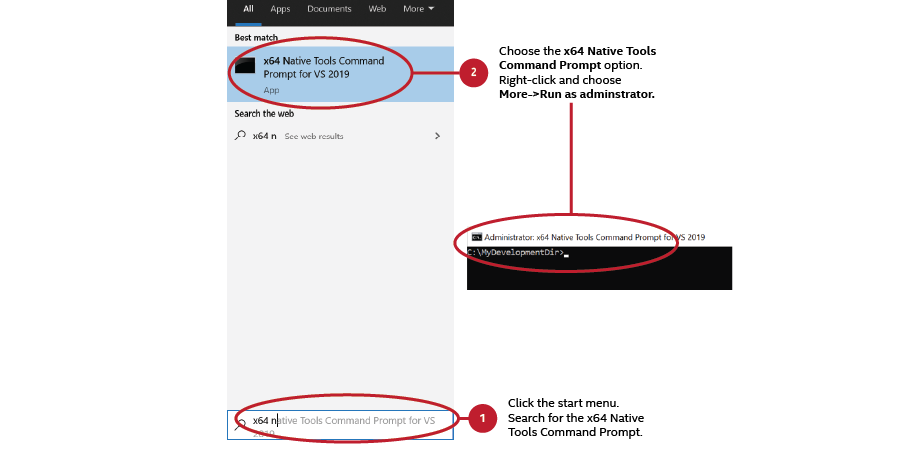 All Apps Documents Web More
Best match
x64 Native Tools Command
Prompt for VS 2019
App
Search the web
x64 n See web results
2
Choose the x64 Native Tools
Command Prompt option.
Right-click and choose
More->Run as adminstrator.
Administrator: x64 Native Tools Command Prompt for VS 2019
C:\MyDevelopmentDir>
x64 native Tools Command Prompt for VS
2019
1
Click the start menu.
Search for the x64 Native
Tools Command Prompt.